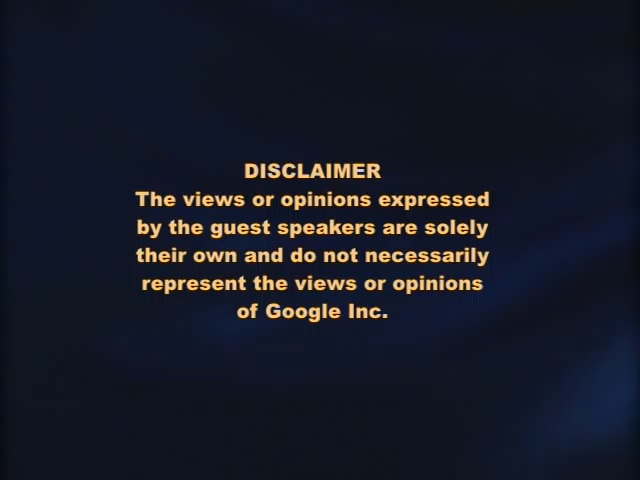 DISCLAIMER
The views or opinions expressed
by the guest speakers are solely
their own and do not necessarily
represent the views or opinions
of Google Inc.